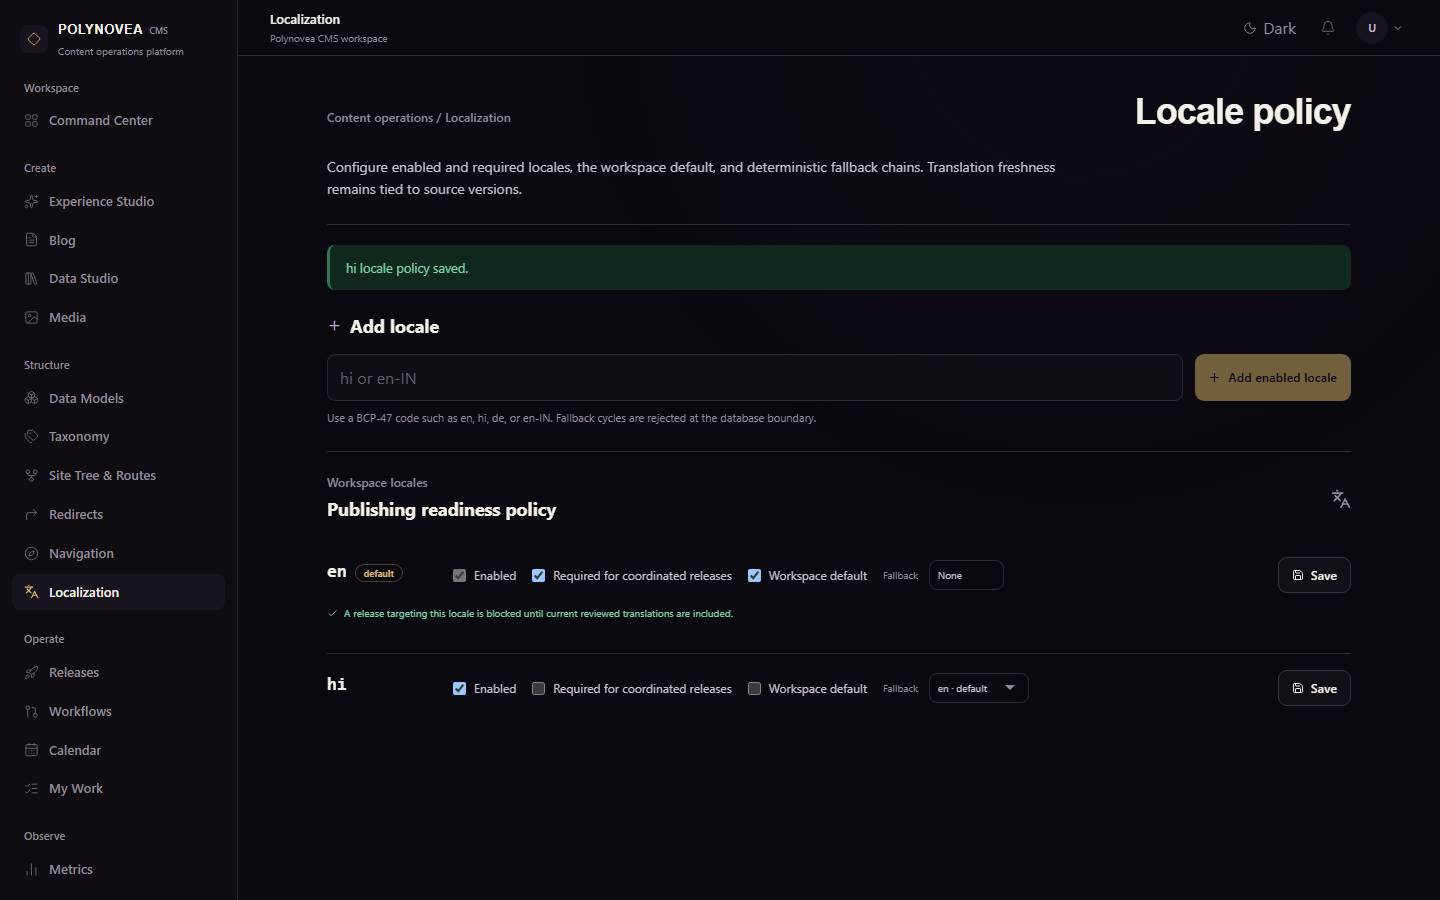 POLYNOVEA CMS
Content operations platform
Workspace
Command Center
Create
Experience Studio
Blog
Data Studio
Media
Structure
Data Models
Taxonomy
Site Tree & Routes
Redirects
Navigation
Localization
Operate
Releases
Workflows
Calendar
My Work
Observe
Metrics
Localization
Polynovea CMS workspace
Dark
U
Content operations / Localization
Locale policy
Configure enabled and required locales, the workspace default, and deterministic fallback chains. Translation freshness
remains tied to source versions.
hi locale policy saved.
+ Add locale
hi or en-IN
+ Add enabled locale
Use a BCP-47 code such as en, hi, de, or en-IN. Fallback cycles are rejected at the database boundary.
Workspace locales
Publishing readiness policy
en default Enabled Required for coordinated releases Workspace default Fallback None Save
A release targeting this locale is blocked until current reviewed translations are included.
hi Enabled Required for coordinated releases Workspace default Fallback en · default Save